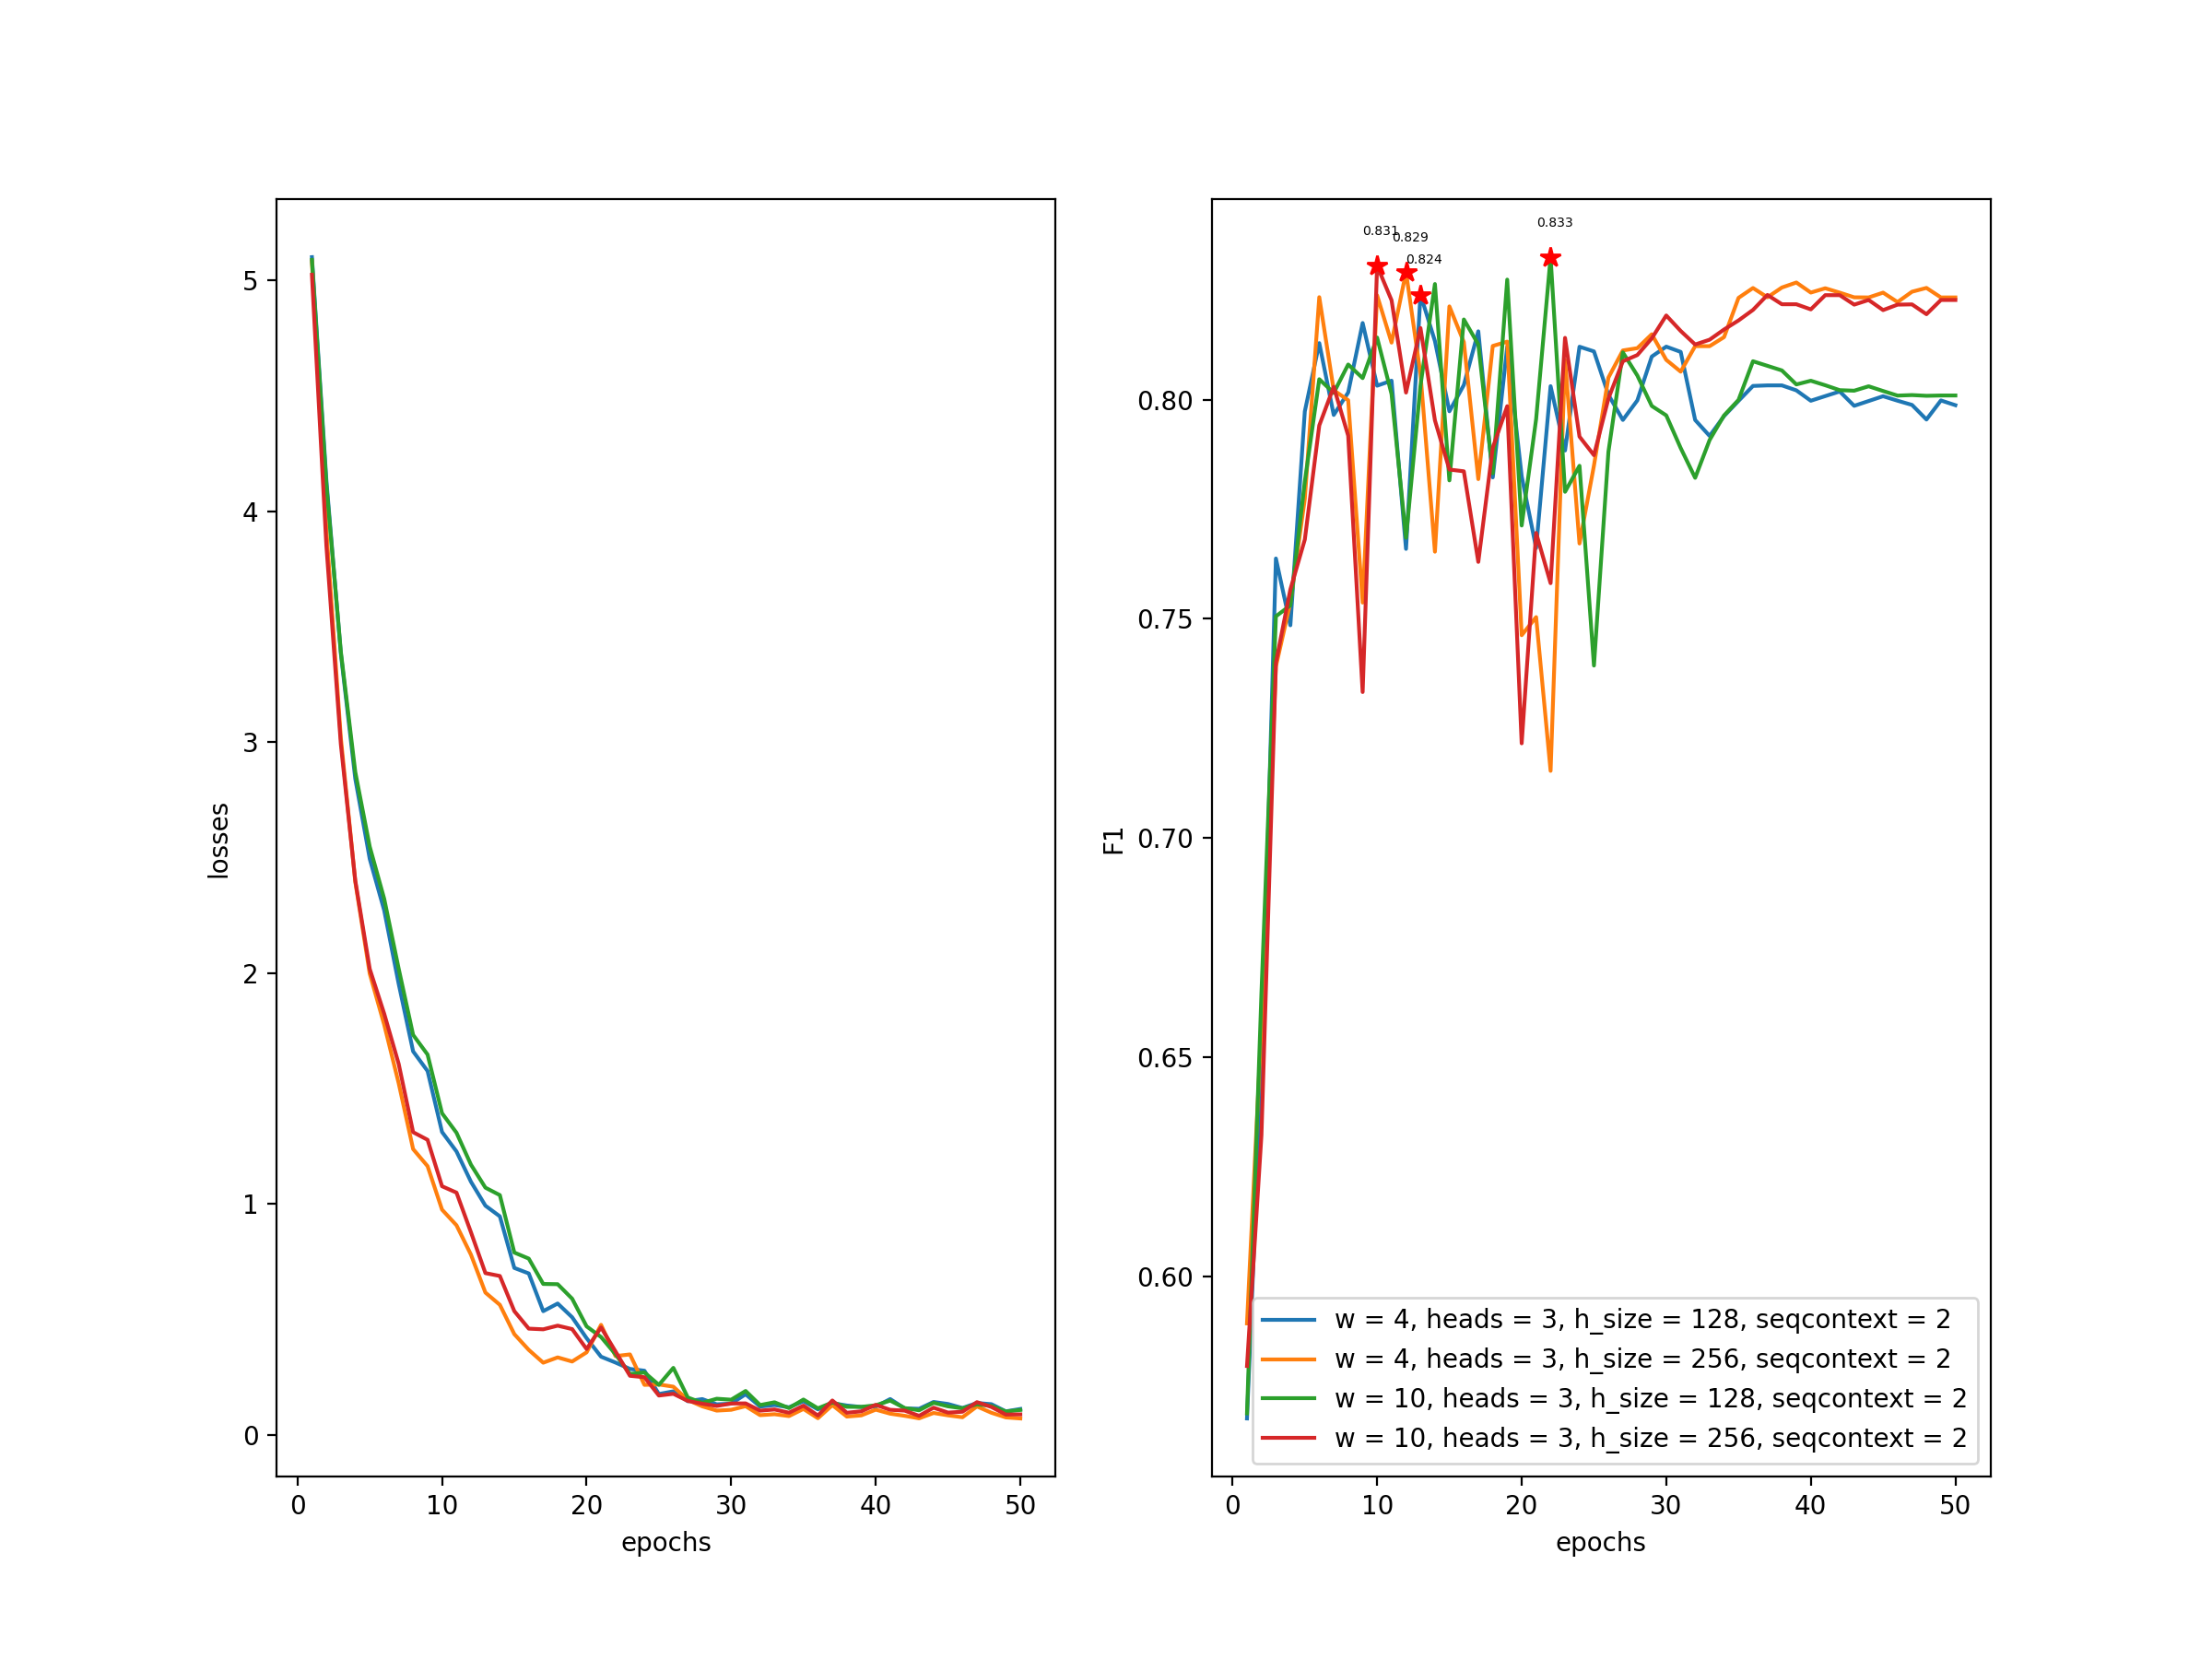 losses
5
4
3
2
1
0
0 10 20 30 40 50
epochs
F1
0.80
0.75
0.70
0.65
0.60
0.831
0.829
0.824
0.833
w = 4, heads = 3, h_size = 128, seqcontext = 2
w = 4, heads = 3, h_size = 256, seqcontext = 2
w = 10, heads = 3, h_size = 128, seqcontext = 2
w = 10, heads = 3, h_size = 256, seqcontext = 2
0 10 20 30 40 50
epochs